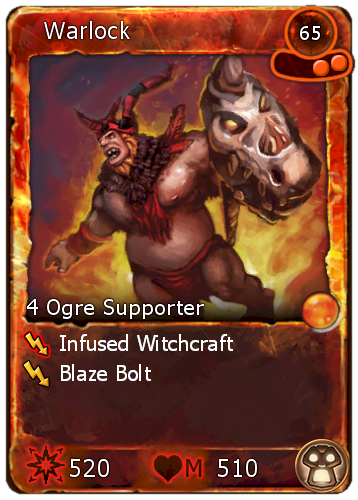 Warlock
65
4 Ogre Supporter
Infused Witchcraft
Blaze Bolt
520
M 510